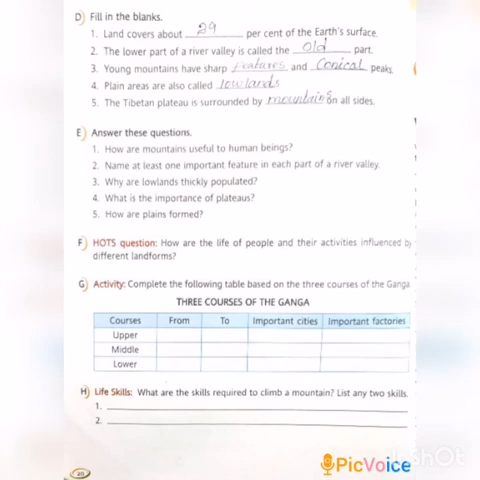 D) Fill in the blanks.
1. Land covers about 29 per cent of the Earth's surface.
2. The lower part of a river valley is called the old part.
3. Young mountains have sharp features and Conical peaks.
4. Plain areas are also called lowlands
5. The Tibetan plateau is surrounded by mountains on all sides.
E) Answer these questions.
1. How are mountains useful to human beings?
2. Name at least one important feature in each part of a river valley.
3. Why are lowlands thickly populated?
4. What is the importance of plateaus?
5. How are plains formed?
F) HOTS question: How are the life of people and their activities influenced by
different landforms?
G) Activity: Complete the following table based on the three courses of the Ganga
THREE COURSES OF THE GANGA
Courses From To Important cities Important factories
Upper
Middle
Lower
H) Life Skills: What are the skills required to climb a mountain? List any two skills.
1.
2.
20
PicVoice